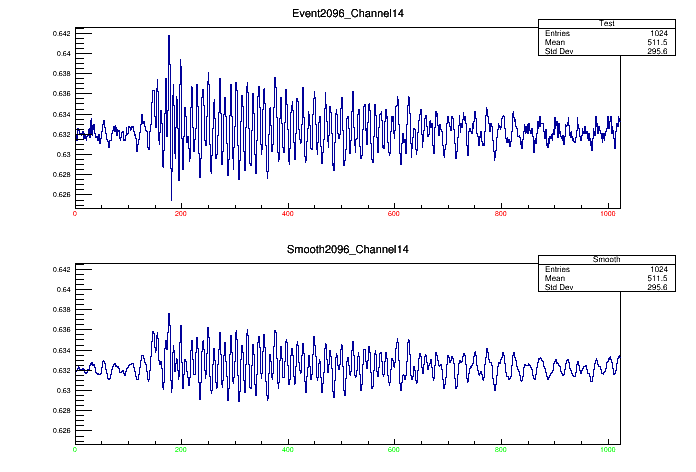 Event2096_Channel14
Test
Entries 1024
Mean 511.5
Std Dev 295.6
0.642
0.64
0.638
0.636
0.634
0.632
0.63
0.628
0.626
0 200 400 600 800 1000
Smooth2096_Channel14
Smooth
Entries 1024
Mean 511.5
Std Dev 295.6
0.642
0.64
0.638
0.636
0.634
0.632
0.63
0.628
0.626
0 200 400 600 800 1000